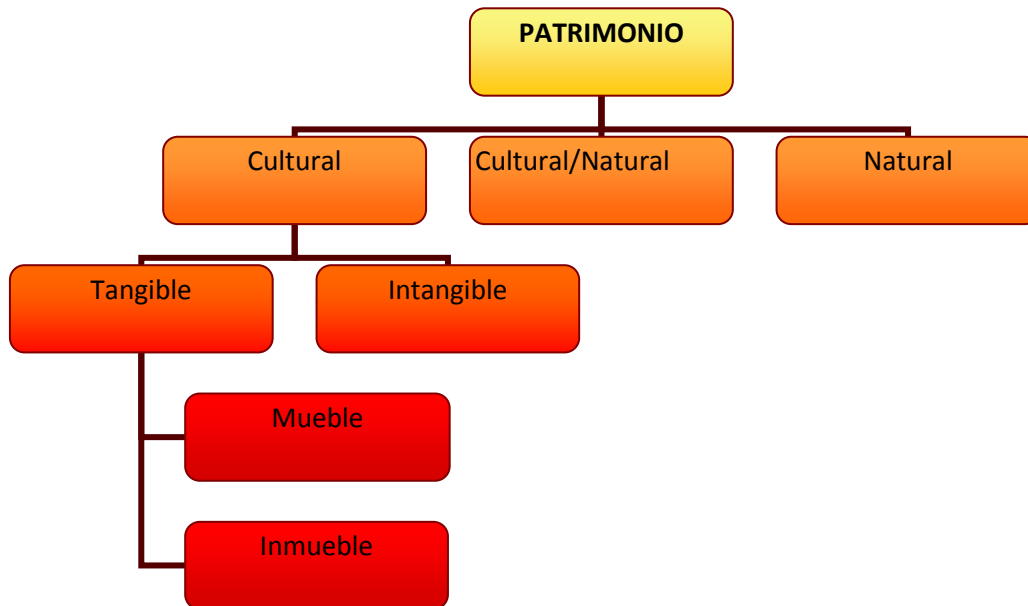 PATRIMONIO
Cultural
Cultural/Natural
Natural
Tangible
Intangible
Mueble
Inmueble